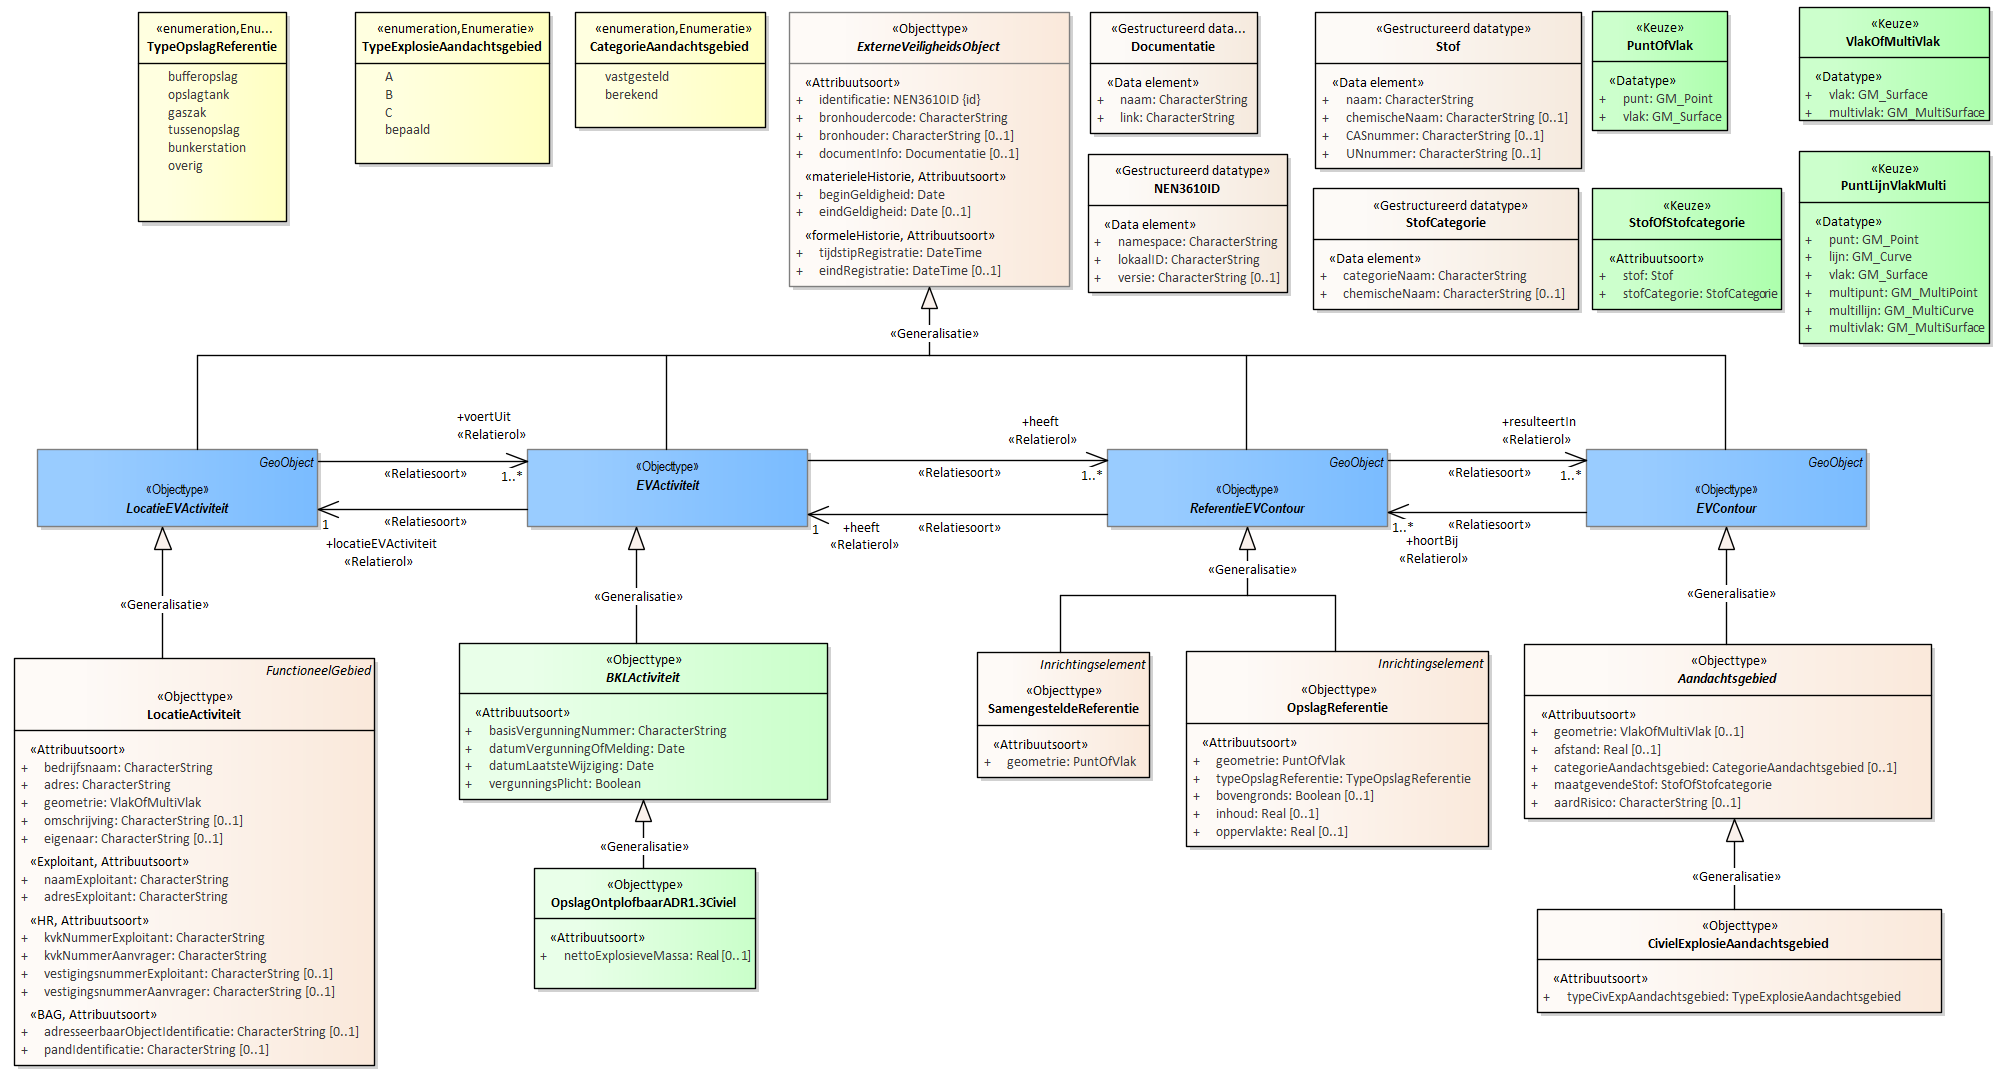 «enumeration,Enu...
TypeOpslagReferentie
bufferopslag
opslagtank
gaszak
tussenopslag
bunkerstation
overig
«enumeration,Enumeratie»
TypeExplosieAandachtsgebied
A
B
C
bepaald
«enumeration,Enumeratie»
CategorieAandachtsgebied
vastgesteld
berekend
«Objecttype»
ExterneVeiligheidsObject
«Attribuutsoort»
+ identificatie: NEN3610ID {id}
+ bronhoudercode: CharacterString
+ bronhouder: CharacterString [0..1]
+ documentInfo: Documentatie [0..1]
«materieleHistorie, Attribuutsoort»
+ beginGeldigheid: Date
+ eindGeldigheid: Date [0..1]
«formeleHistorie, Attribuutsoort»
+ tijdstipRegistratie: DateTime
+ eindRegistratie: DateTime [0..1]
«Gestructureerd data...
Documentatie
«Data element»
+ naam: CharacterString
+ link: CharacterString
«Gestructureerd datatype»
NEN3610ID
«Data element»
+ namespace: CharacterString
+ lokaalID: CharacterString
+ versie: CharacterString [0..1]
«Gestructureerd datatype»
Stof
«Data element»
+ naam: CharacterString
+ chemischeNaam: CharacterString [0..1]
+ CASnummer: CharacterString [0..1]
+ UNnummer: CharacterString [0..1]
«Gestructureerd datatype»
StofCategorie
«Data element»
+ categorieNaam: CharacterString
+ chemischeNaam: CharacterString [0..1]
«Keuze»
PuntOfVlak
«Datatype»
+ punt: GM_Point
+ vlak: GM_Surface
«Keuze»
StofOfStofcategorie
«Attribuutsoort»
+ stof: Stof
+ stofCategorie: StofCategorie
«Keuze»
VlakOfMultiVlak
«Datatype»
+ vlak: GM_Surface
+ multivlak: GM_MultiSurface
«Keuze»
PuntLijnVlakMulti
«Datatype»
+ punt: GM_Point
+ lijn: GM_Curve
+ vlak: GM_Surface
+ multipunt: GM_MultiPoint
+ multilijn: GM_MultiCurve
+ multivlak: GM_MultiSurface
«Generalisatie»
GeoObject
«Objecttype»
LocatieEVActiviteit
+voertUit
«Relatierol»
«Relatiesoort»
1..*
«Relatiesoort»
1
+locatieEVActiviteit
«Relatierol»
«Objecttype»
EVActiviteit
+heeft
«Relatierol»
«Relatiesoort»
1..*
«Relatiesoort»
1
+heeft
«Relatierol»
GeoObject
«Objecttype»
ReferentieEVContour
+resulteertIn
«Relatierol»
«Relatiesoort»
1..*
«Relatiesoort»
1..*
+hoortBij
«Relatierol»
GeoObject
«Objecttype»
EVContour
«Generalisatie»
«Generalisatie»
«Generalisatie»
«Generalisatie»
FunctioneelGebied
«Objecttype»
LocatieActiviteit
«Attribuutsoort»
+ bedrijfsnaam: CharacterString
+ adres: CharacterString
+ geometrie: VlakOfMultiVlak
+ omschrijving: CharacterString [0..1]
+ eigenaar: CharacterString [0..1]
«Exploitant, Attribuutsoort»
+ naamExploitant: CharacterString
+ adresExploitant: CharacterString
«HR, Attribuutsoort»
+ kvkNummerExploitant: CharacterString
+ kvkNummerAanvrager: CharacterString
+ vestigingsnummerExploitant: CharacterString [0..1]
+ vestigingsnummerAanvrager: CharacterString [0..1]
«BAG, Attribuutsoort»
+ adresseerbaarObjectIdentificatie: CharacterString [0..1]
+ pandIdentificatie: CharacterString [0..1]
«Objecttype»
BKLActiviteit
«Attribuutsoort»
+ basisVergunningNummer: CharacterString
+ datumVergunningOfMelding: Date
+ datumLaatsteWijziging: Date
+ vergunningsPlicht: Boolean
«Generalisatie»
«Objecttype»
OpslagOntplofbaarADR1.3Civiel
«Attribuutsoort»
+ nettoExplosieveMassa: Real [0..1]
Inrichtingselement
«Objecttype»
SamengesteldeReferentie
«Attribuutsoort»
+ geometrie: PuntOfVlak
Inrichtingselement
«Objecttype»
OpslagReferentie
«Attribuutsoort»
+ geometrie: PuntOfVlak
+ typeOpslagReferentie: TypeOpslagReferentie
+ bovengronds: Boolean [0..1]
+ inhoud: Real [0..1]
+ oppervlakte: Real [0..1]
«Objecttype»
Aandachtsgebied
«Attribuutsoort»
+ geometrie: VlakOfMultiVlak [0..1]
+ afstand: Real [0..1]
+ categorieAandachtsgebied: CategorieAandachtsgebied [0..1]
+ maatgevendeStof: StofOfStofcategorie
+ aardRisico: CharacterString [0..1]
«Generalisatie»
«Objecttype»
CivielExplosieAandachtsgebied
«Attribuutsoort»
+ typeCivExpAandachtsgebied: TypeExplosieAandachtsgebied